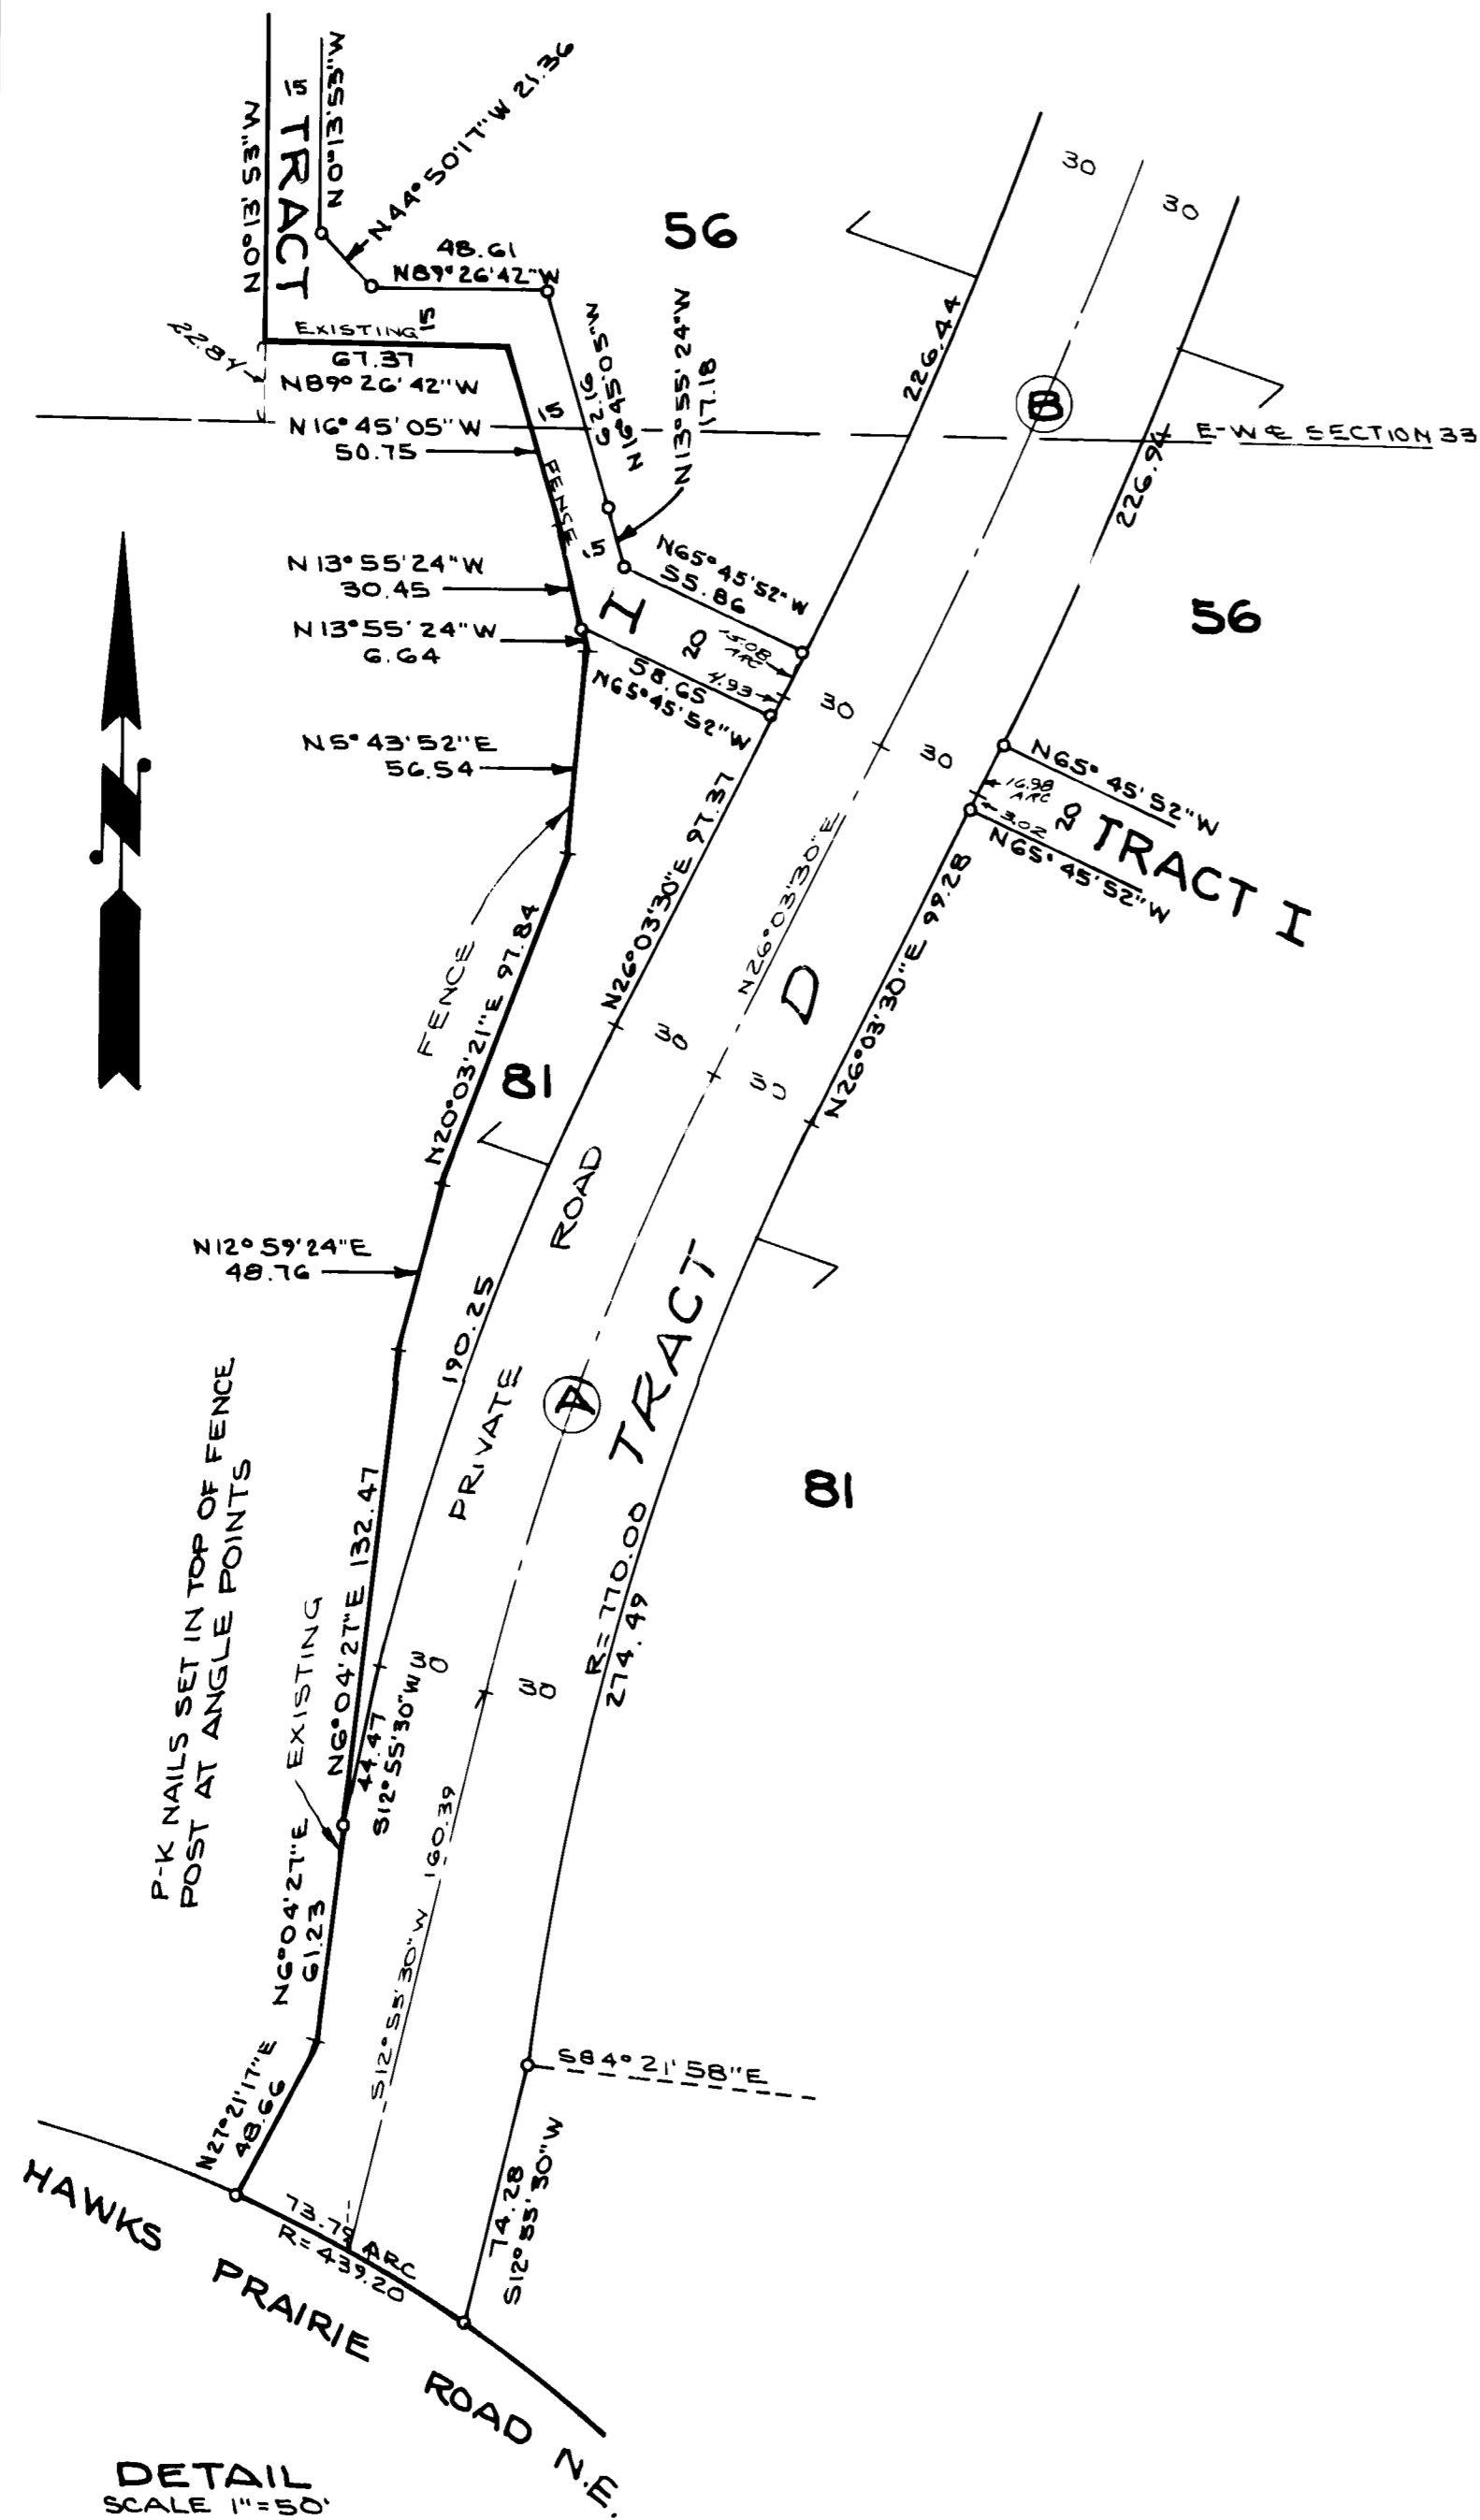 N0°13'53"W
15
TRACT
N0°13'53"W
N44°50'17"W 21.36
48.61
N89°26'42"W
56
30
30
EXISTING
15
67.37
N89°26'42"W
22.8
N16°45'05"W
50.75
15
FENSE
62.19
N16°45'05"W
N13°55'24"W
17.18
226.44
B
226.94
E-W ℄ SECTION 33
N13°55'24"W
30.45
15
N65°45'52"W
55.86
N13°55'24"W
6.64
H
20
15.08
ARC
4.93
58.65
N65°45'52"W
30
30
56
N5°43'52"E
56.54
N65°45'52"W
16.98
ARC
3.02
20
N65°45'52"W
TRACT I
N
FENCE
N20°03'21"E 97.84
N26°03'30"E 97.37
N26°03'30"E
D
N26°03'30"E 99.28
81
30
30
N12°59'24"E
48.76
190.25
PRIVATE
ROAD
A
TRACT
81
P-K NAILS SET IN TOP OF FENCE
POST AT ANGLE POINTS
EXISTING
N6°04'27"E 132.47
44.47
S12°55'30"W
30
30
R=770.00
274.49
N6°04'27"E
61.23
S12°55'30"W 160.39
S84°21'58"E
N27°21'17"E
48.66
74.28
S12°55'30"W
ARC
R=439.20
HAWKS PRAIRIE ROAD N.E.
DETAIL
SCALE 1"=50'